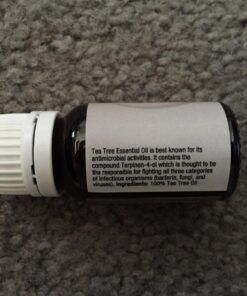 Tea Tree Essential Oil is best known for its
antimicrobial activities. It contains the
compound Terpinen-4-ol which is thought to be
the responsible for fighting all three categories
of infectious organisms (bacteria, fungi, and
viruses). Ingredients: 100% Tea Tree Oil